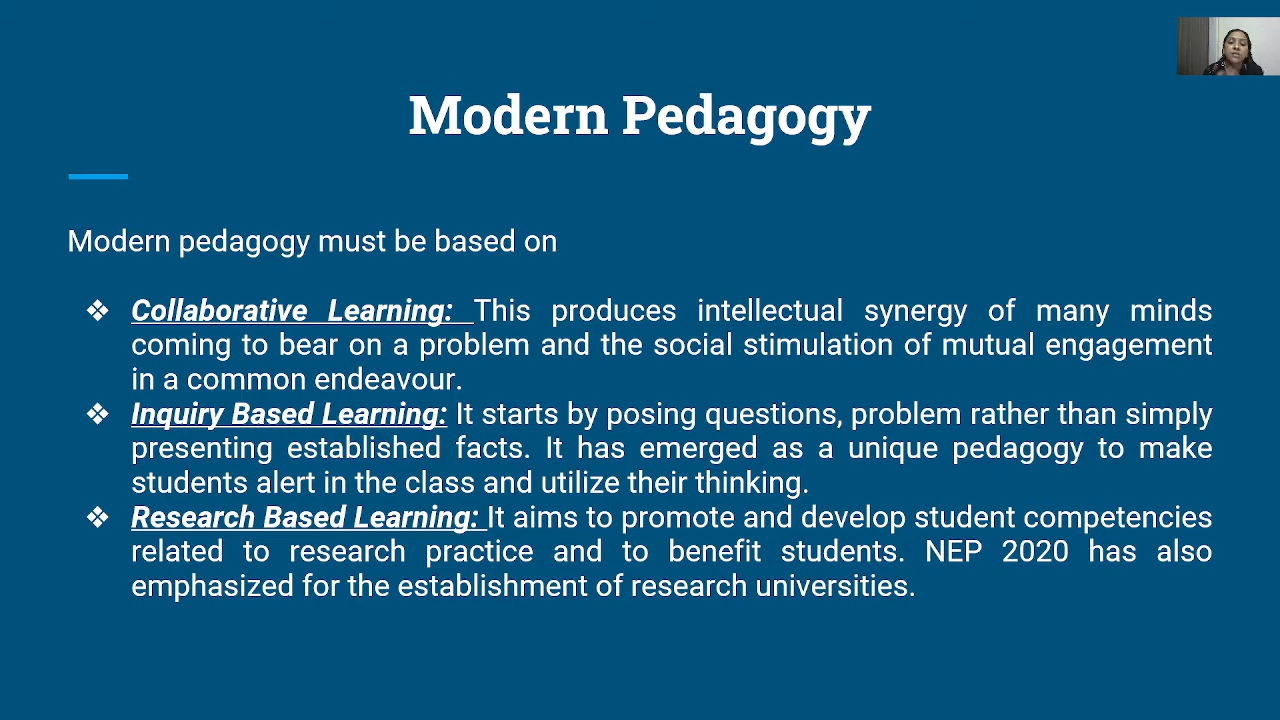 Modern Pedagogy
Modern pedagogy must be based on
❖ Collaborative Learning: This produces intellectual synergy of many minds
coming to bear on a problem and the social stimulation of mutual engagement
in a common endeavour.
❖ Inquiry Based Learning: It starts by posing questions, problem rather than simply
presenting established facts. It has emerged as a unique pedagogy to make
students alert in the class and utilize their thinking.
❖ Research Based Learning: It aims to promote and develop student competencies
related to research practice and to benefit students. NEP 2020 has also
emphasized for the establishment of research universities.